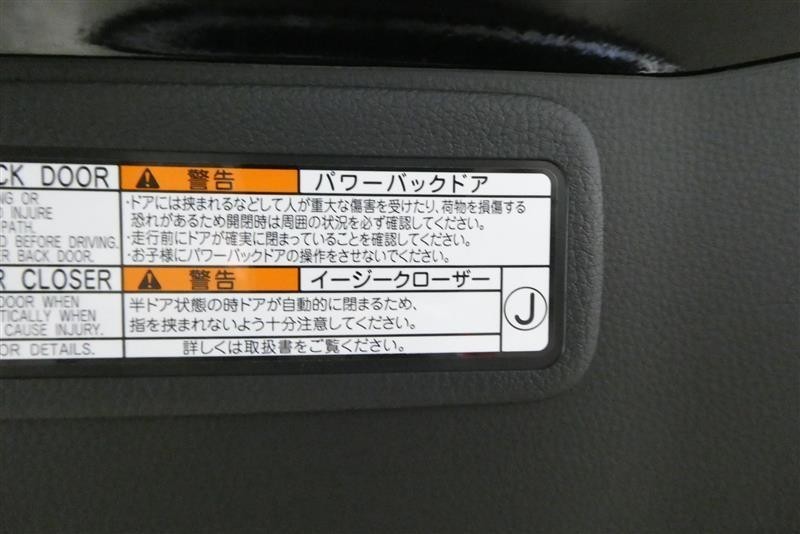 CK DOOR
NG OR
INJURE
PATH.
D BEFORE DRIVING.
ER BACK DOOR.
R CLOSER
DOOR WHEN
TICALLY WHEN
CAUSE INJURY.
OR DETAILS.
警告 パワーバックドア
・ドアには挟まれるなどして人が重大な傷害を受けたり、荷物を損傷する
恐れがあるため開閉時は周囲の状況を必ず確認してください。
・走行前にドアが確実に閉まっていることを確認してください。
・お子様にパワーバックドアの操作をさせないでください。
警告 イージークローザー
半ドア状態の時ドアが自動的に閉まるため、
指を挟まれないよう十分注意してください。
詳しくは取扱書をご覧ください。
J